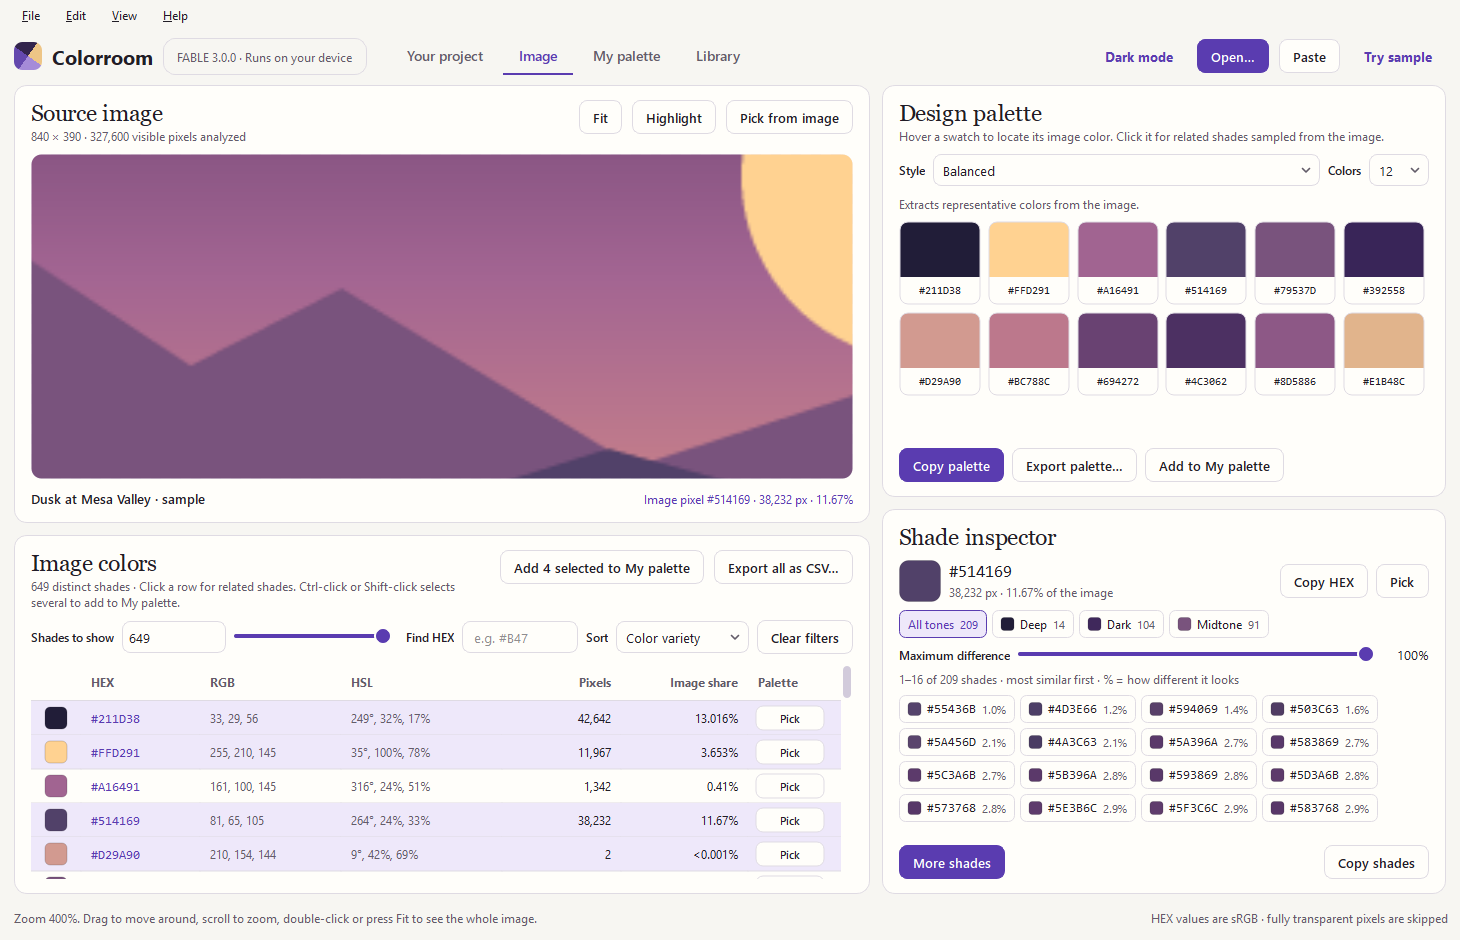 File Edit View Help
Colorroom
FABLE 3.0.0 · Runs on your device
Your project Image My palette Library
Dark mode Open... Paste Try sample
Source image
840 × 390 · 327,600 visible pixels analyzed
Fit Highlight Pick from image
Dusk at Mesa Valley · sample
Image pixel #514169 · 38,232 px · 11.67%
Image colors
649 distinct shades · Click a row for related shades. Ctrl-click or Shift-click selects
several to add to My palette.
Add 4 selected to My palette Export all as CSV...
Shades to show 649 Find HEX e.g. #B47 Sort Color variety Clear filters
HEX RGB HSL Pixels Image share Palette
#211D38 33, 29, 56 249°, 32%, 17% 42,642 13.016% Pick
#FFD291 255, 210, 145 35°, 100%, 78% 11,967 3.653% Pick
#A16491 161, 100, 145 316°, 24%, 51% 1,342 0.41% Pick
#514169 81, 65, 105 264°, 24%, 33% 38,232 11.67% Pick
#D29A90 210, 154, 144 9°, 42%, 69% 2 <0.001% Pick
Design palette
Hover a swatch to locate its image color. Click it for related shades sampled from the image.
Style Balanced Colors 12
Extracts representative colors from the image.
#211D38 #FFD291 #A16491 #514169 #79537D #392558
#D29A90 #BC788C #694272 #4C3062 #8D5886 #E1B48C
Copy palette Export palette... Add to My palette
Shade inspector
#514169
38,232 px · 11.67% of the image
Copy HEX Pick
All tones 209 Deep 14 Dark 104 Midtone 91
Maximum difference 100%
1–16 of 209 shades · most similar first · % = how different it looks
#55436B 1.0% #4D3E66 1.2% #594069 1.4% #503C63 1.6%
#5A456D 2.1% #4A3C63 2.1% #5A396A 2.7% #583869 2.7%
#5C3A6B 2.7% #5B396A 2.8% #593869 2.8% #5D3A6B 2.8%
#573768 2.8% #5E3B6C 2.9% #5F3C6C 2.9% #583768 2.9%
More shades Copy shades
Zoom 400%. Drag to move around, scroll to zoom, double-click or press Fit to see the whole image.
HEX values are sRGB · fully transparent pixels are skipped